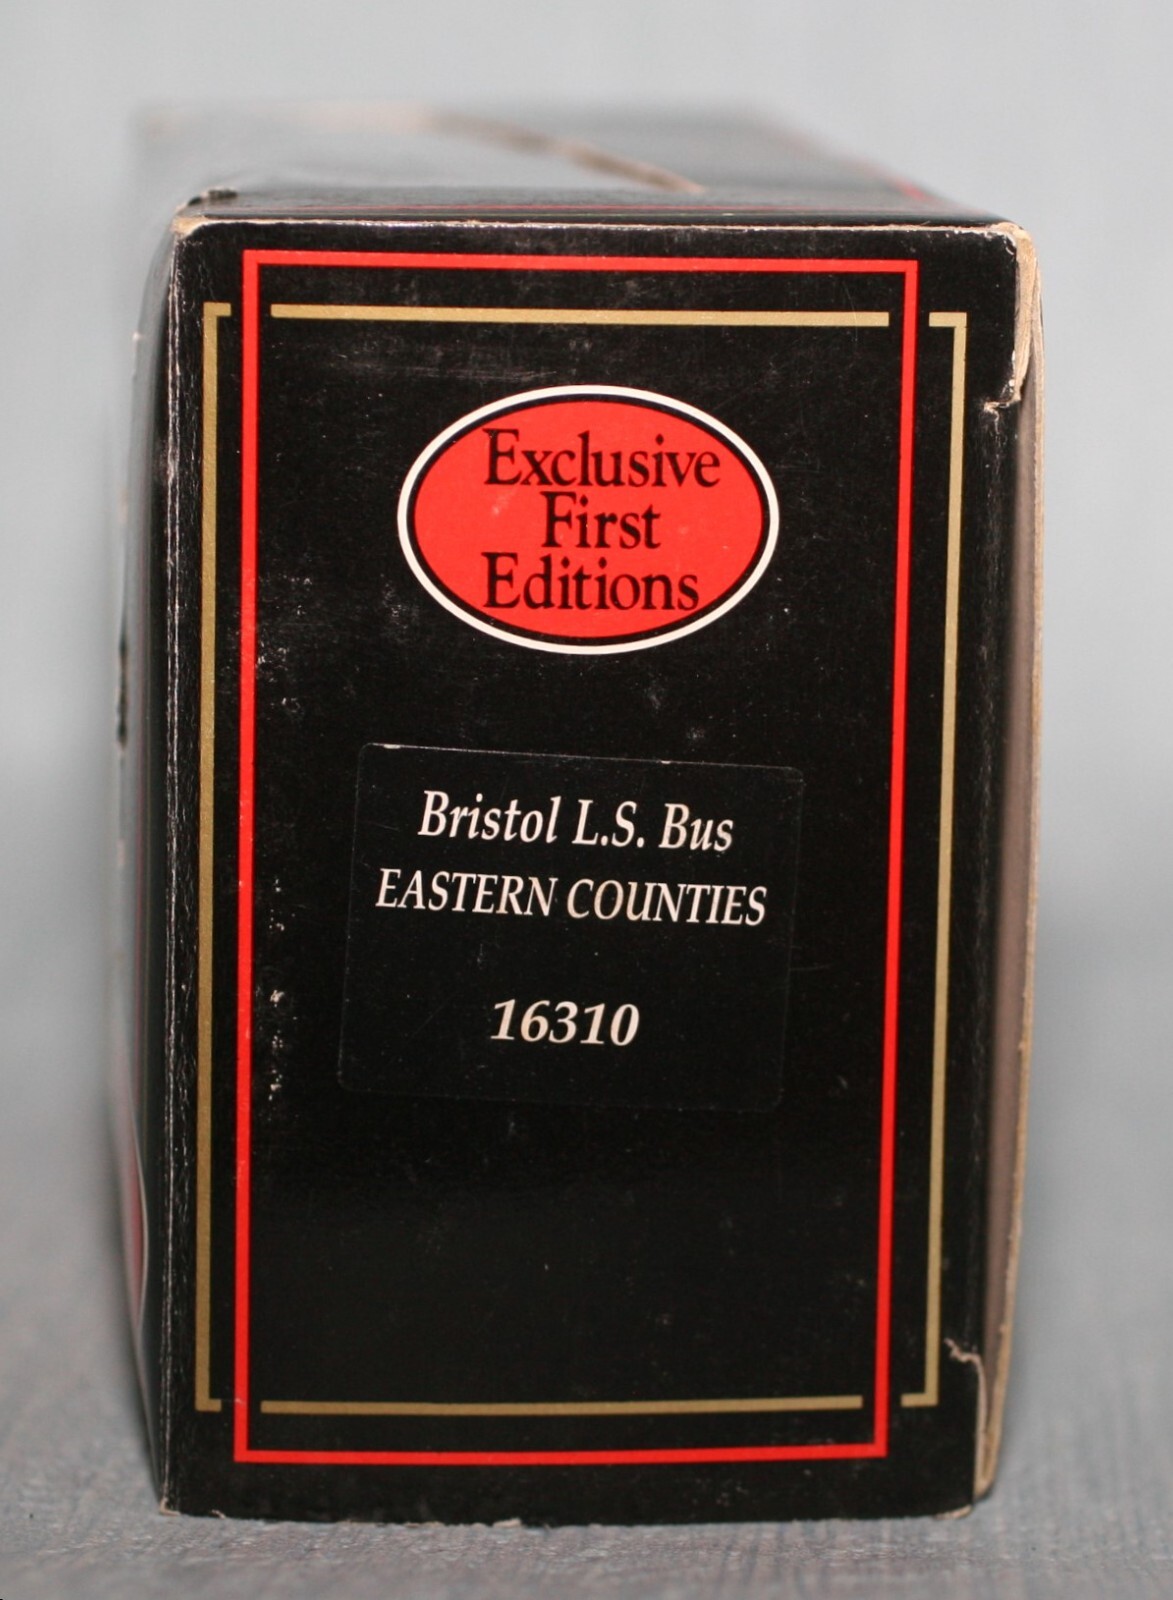 Exclusive
First
Editions
Bristol L.S. Bus
EASTERN COUNTIES
16310